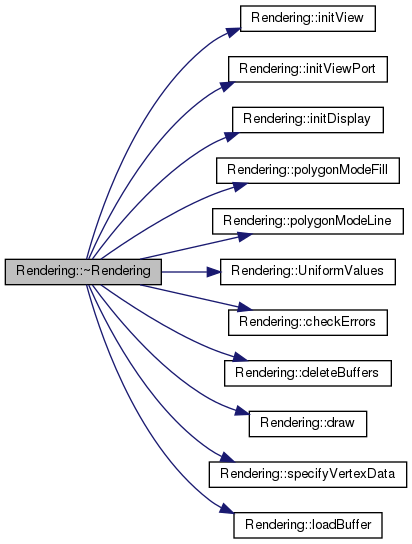 Rendering::initView
Rendering::initViewPort
Rendering::initDisplay
Rendering::polygonModeFill
Rendering::polygonModeLine
Rendering::~Rendering
Rendering::UniformValues
Rendering::checkErrors
Rendering::deleteBuffers
Rendering::draw
Rendering::specifyVertexData
Rendering::loadBuffer